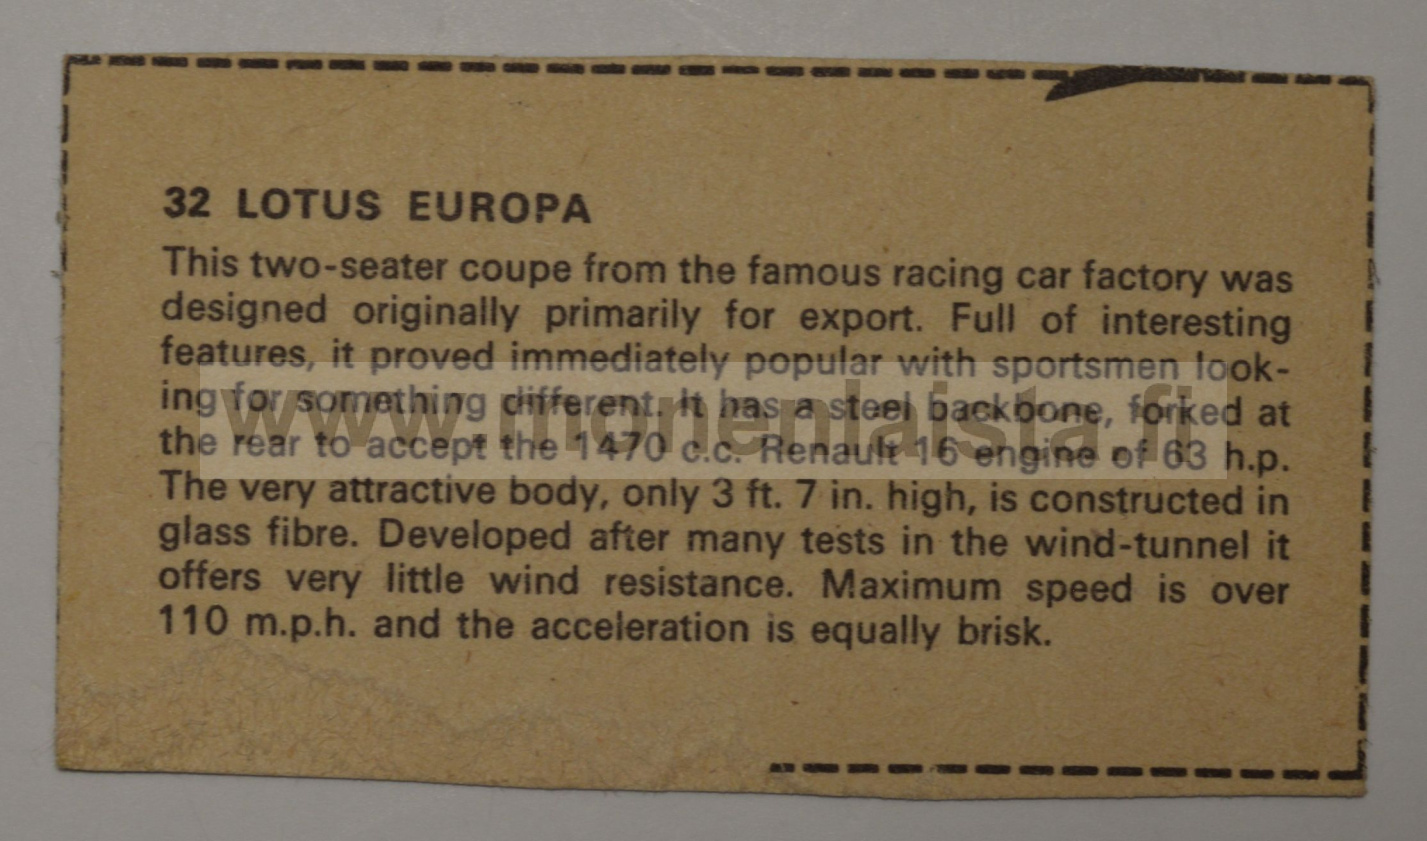 32 LOTUS EUROPA
This two-seater coupe from the famous racing car factory was
designed originally primarily for export. Full of interesting
features, it proved immediately popular with sportsmen look-
ing for something different. It has a steel backbone, forked at
www.monenlaista.fi
the rear to accept the 1470 c.c. Renault 16 engine of 63 h.p.
The very attractive body, only 3 ft. 7 in. high, is constructed in
glass fibre. Developed after many tests in the wind-tunnel it
offers very little wind resistance. Maximum speed is over
110 m.p.h. and the acceleration is equally brisk.